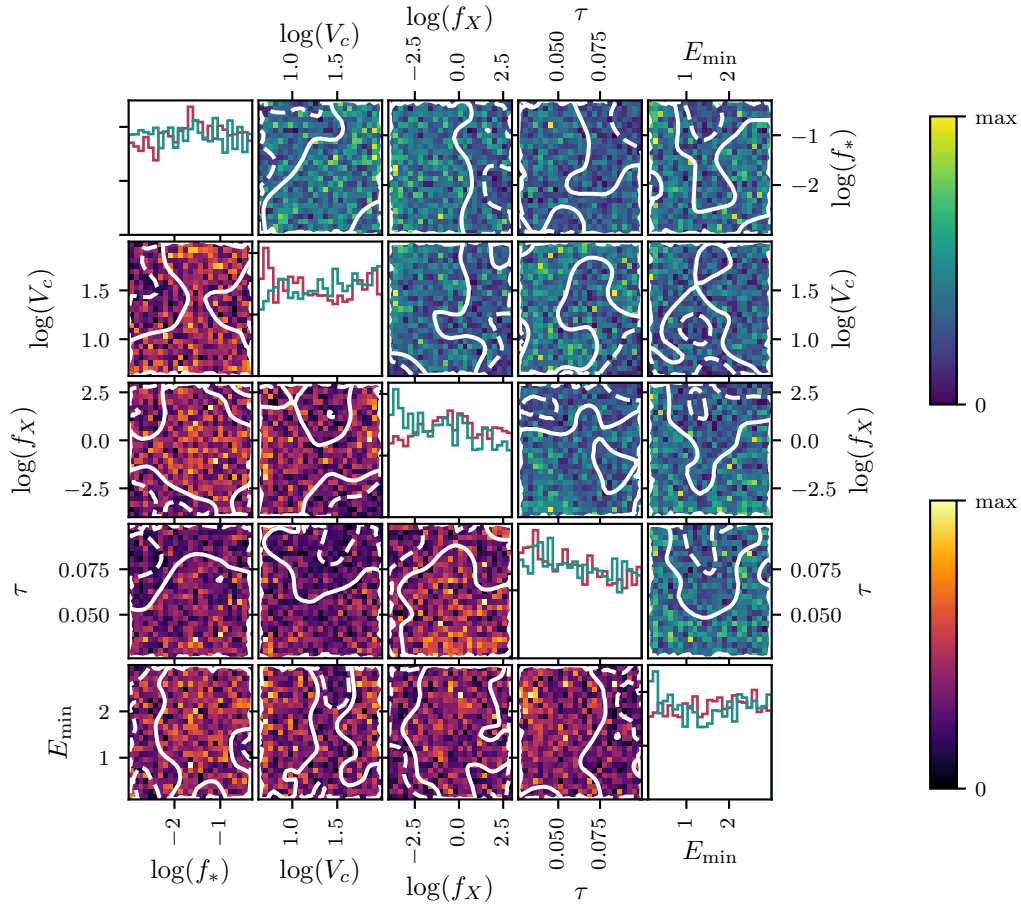 log(f_X) τ
log(V_c) E_min
1.0 1.5 −2.5 0.0 2.5 0.050 0.075 1 2
max
−1
−2
log(f_*)
log(V_c) 1.5 1.0
1.5 1.0 log(V_c)
0
log(f_X) 2.5 0.0 −2.5
2.5 0.0 −2.5 log(f_X)
max
τ 0.075 0.050
0.075 0.050 τ
E_min 2 1
0
−2 −1 1.0 1.5 −2.5 0.0 2.5 0.050 0.075 1 2
log(f_*) log(V_c) E_min
log(f_X) τ